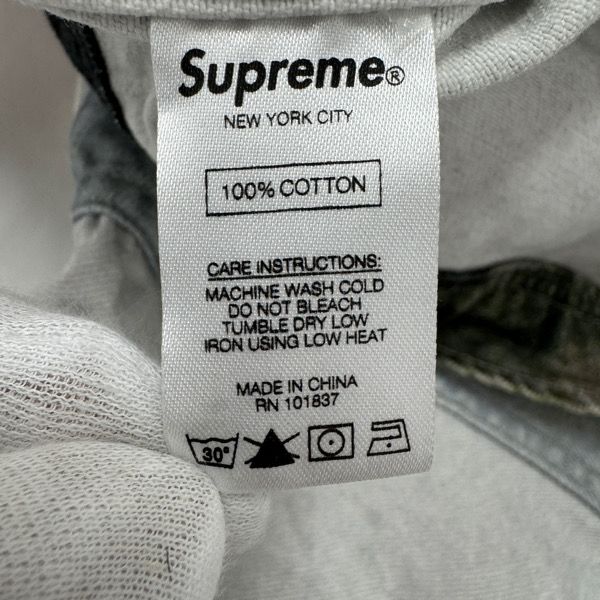 Supreme®
NEW YORK CITY
100% COTTON
CARE INSTRUCTIONS:
MACHINE WASH COLD
DO NOT BLEACH
TUMBLE DRY LOW
IRON USING LOW HEAT
MADE IN CHINA
RN 101837
30°